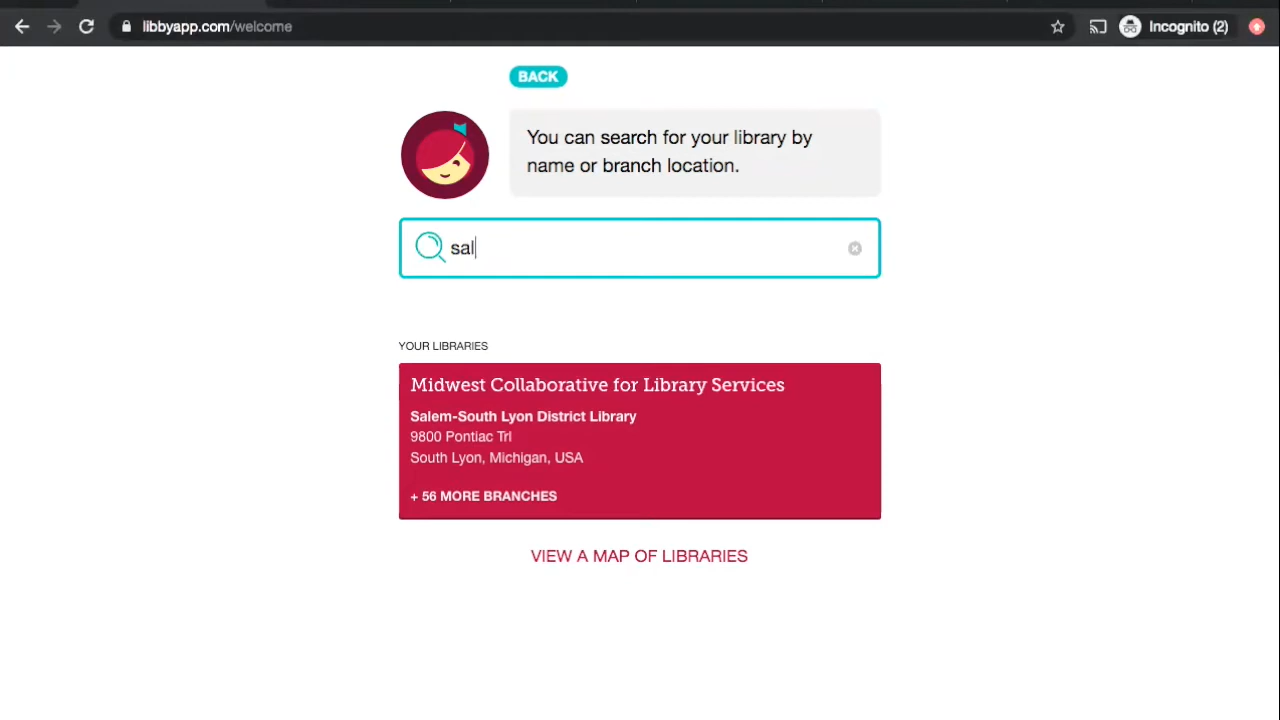 libbyapp.com/welcome
Incognito (2)
BACK
You can search for your library by
name or branch location.
sal
YOUR LIBRARIES
Midwest Collaborative for Library Services
Salem-South Lyon District Library
9800 Pontiac Trl
South Lyon, Michigan, USA
+ 56 MORE BRANCHES
VIEW A MAP OF LIBRARIES